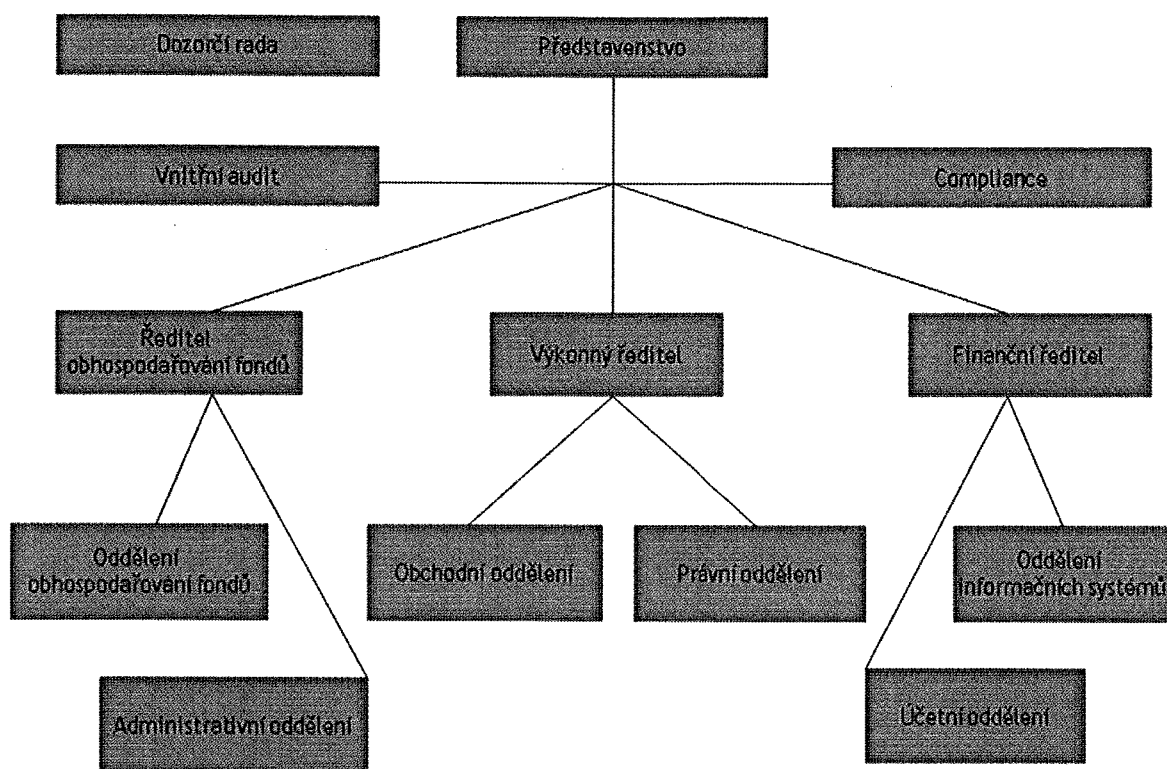 Dozorčí rada
Představenstvo
Vnitřní audit
Compliance
Ředitel
obhospodařování fondů
Výkonný ředitel
Finanční ředitel
Oddělení
obhospodařování fondů
Obchodní oddělení
Právní oddělení
Oddělení
informačních systémů
Administrativní oddělení
Účetní oddělení